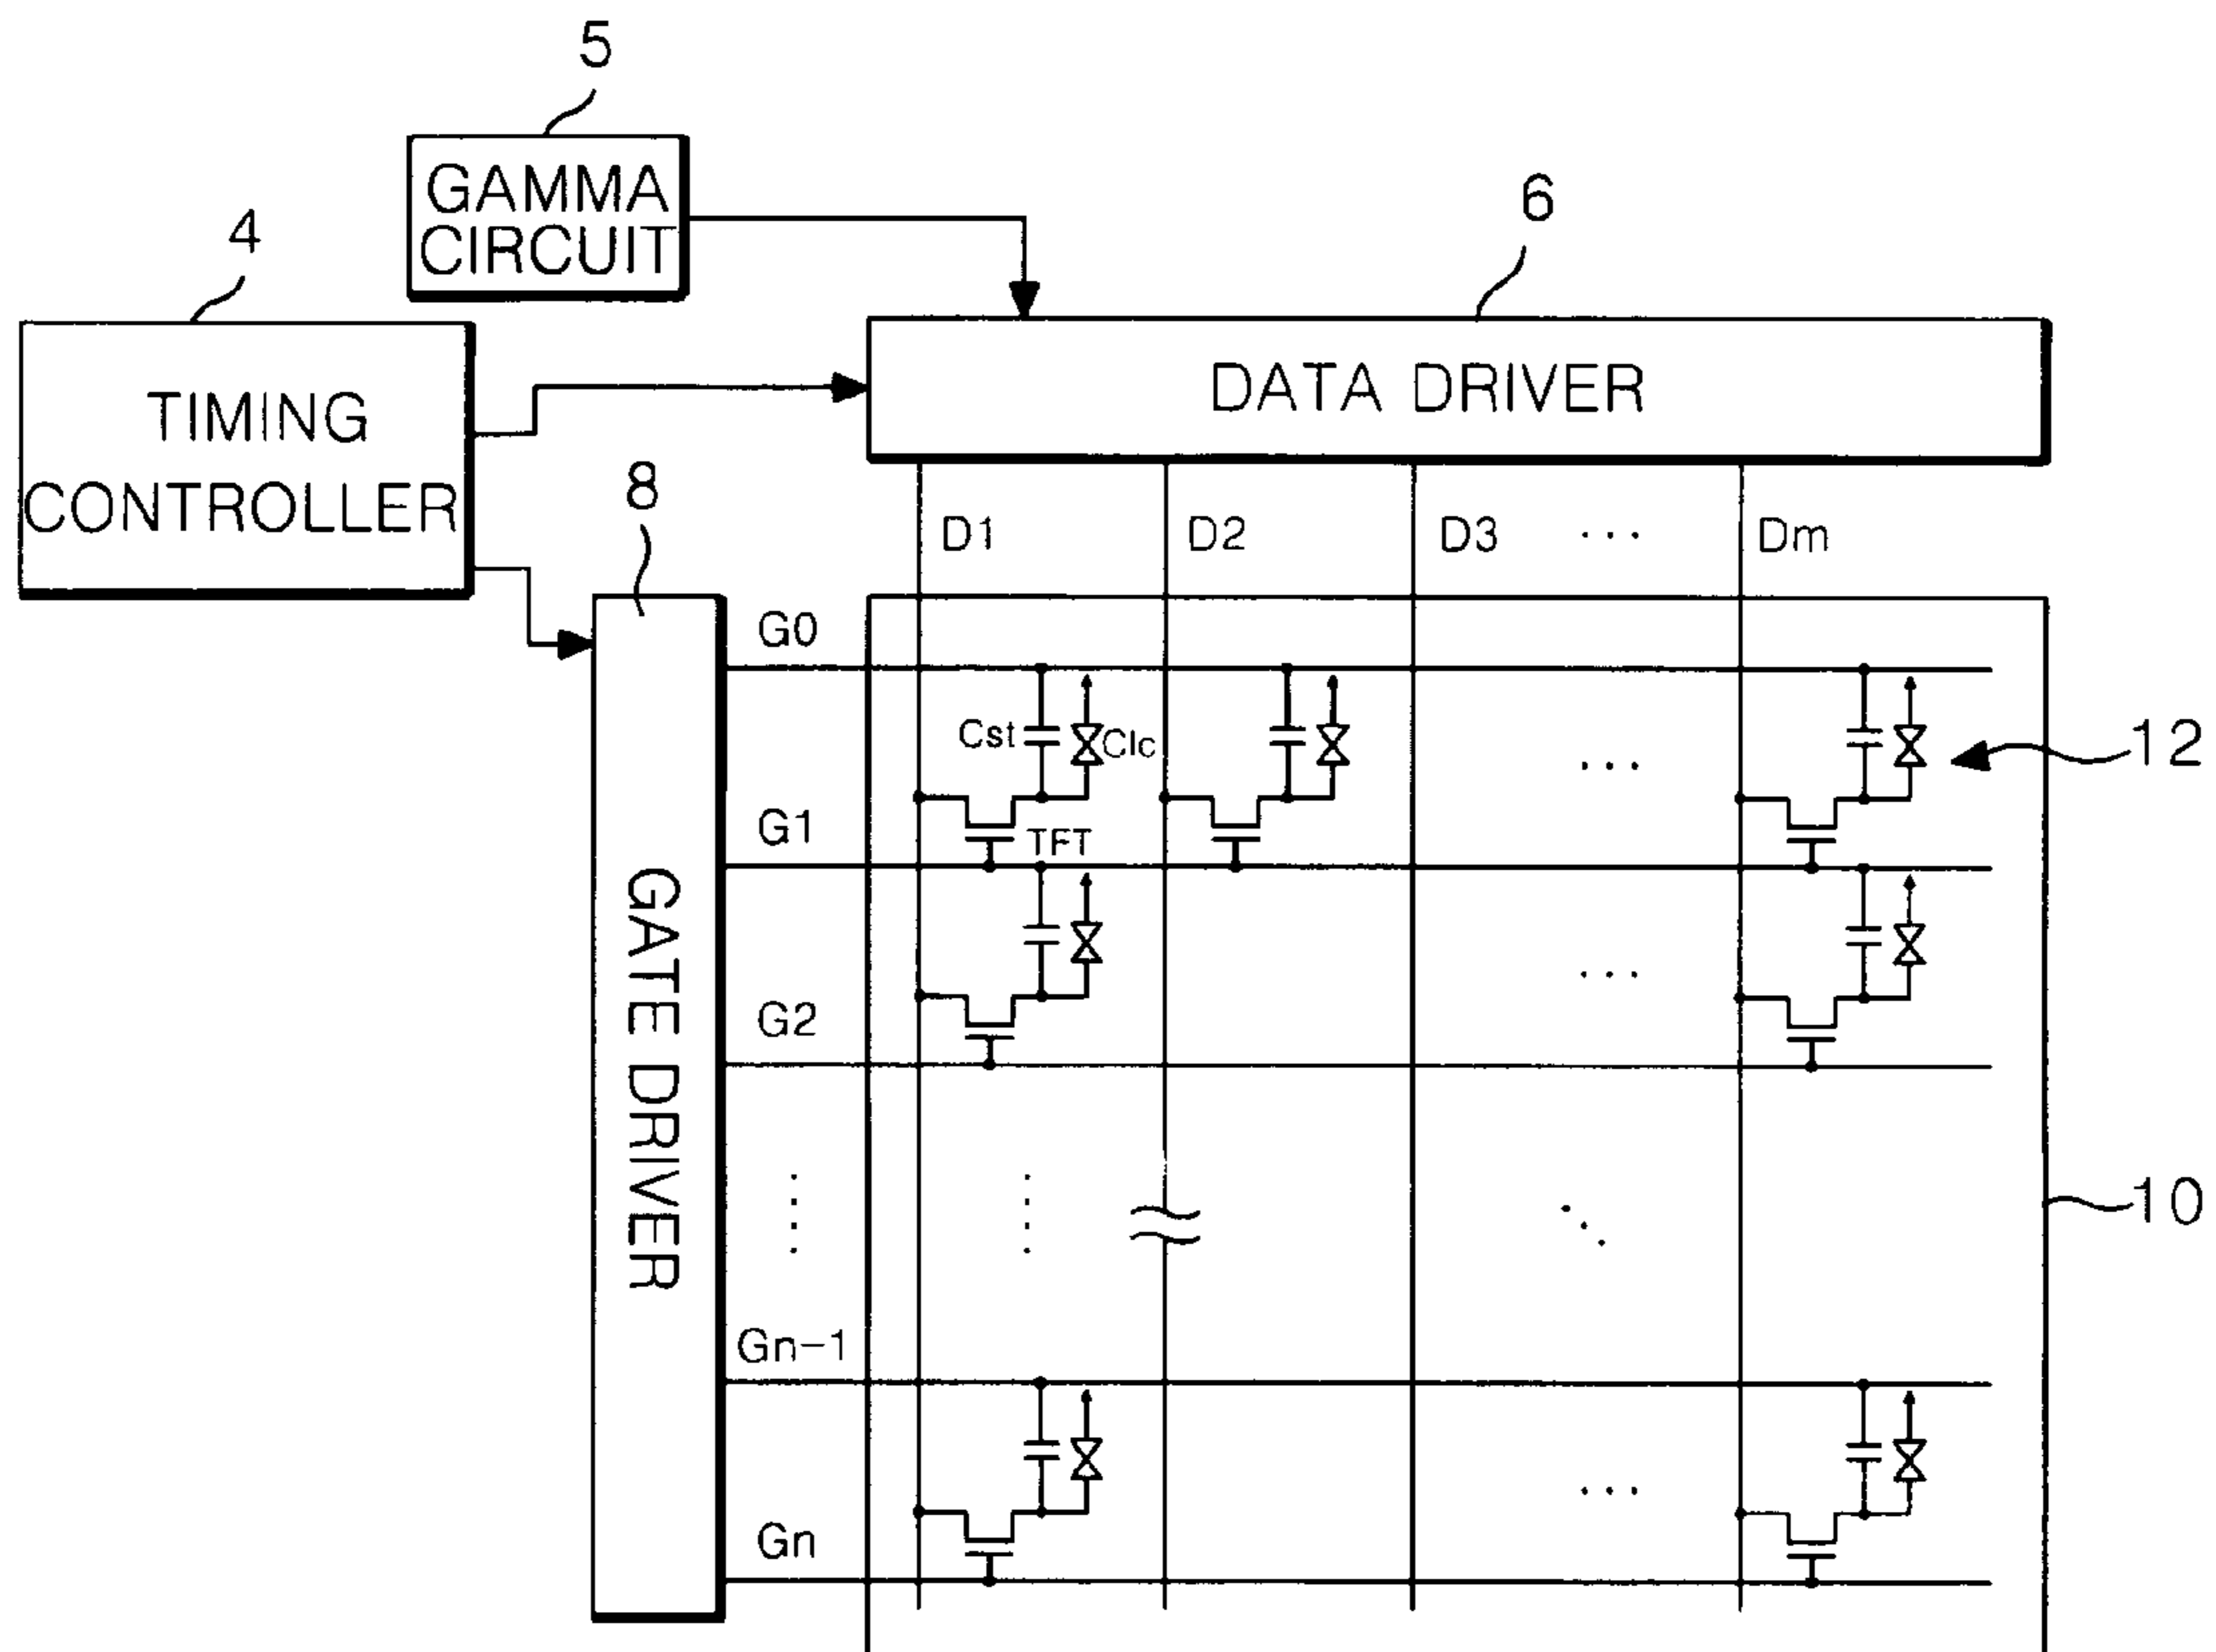 5
GAMMA
CIRCUIT
4
6
TIMING
CONTROLLER
DATA DRIVER
8
D1 D2 D3 ··· Dm
GATE DRIVER
G0
Cst Clc
12
···
G1
TFT
···
G2
10
Gn-1
···
Gn